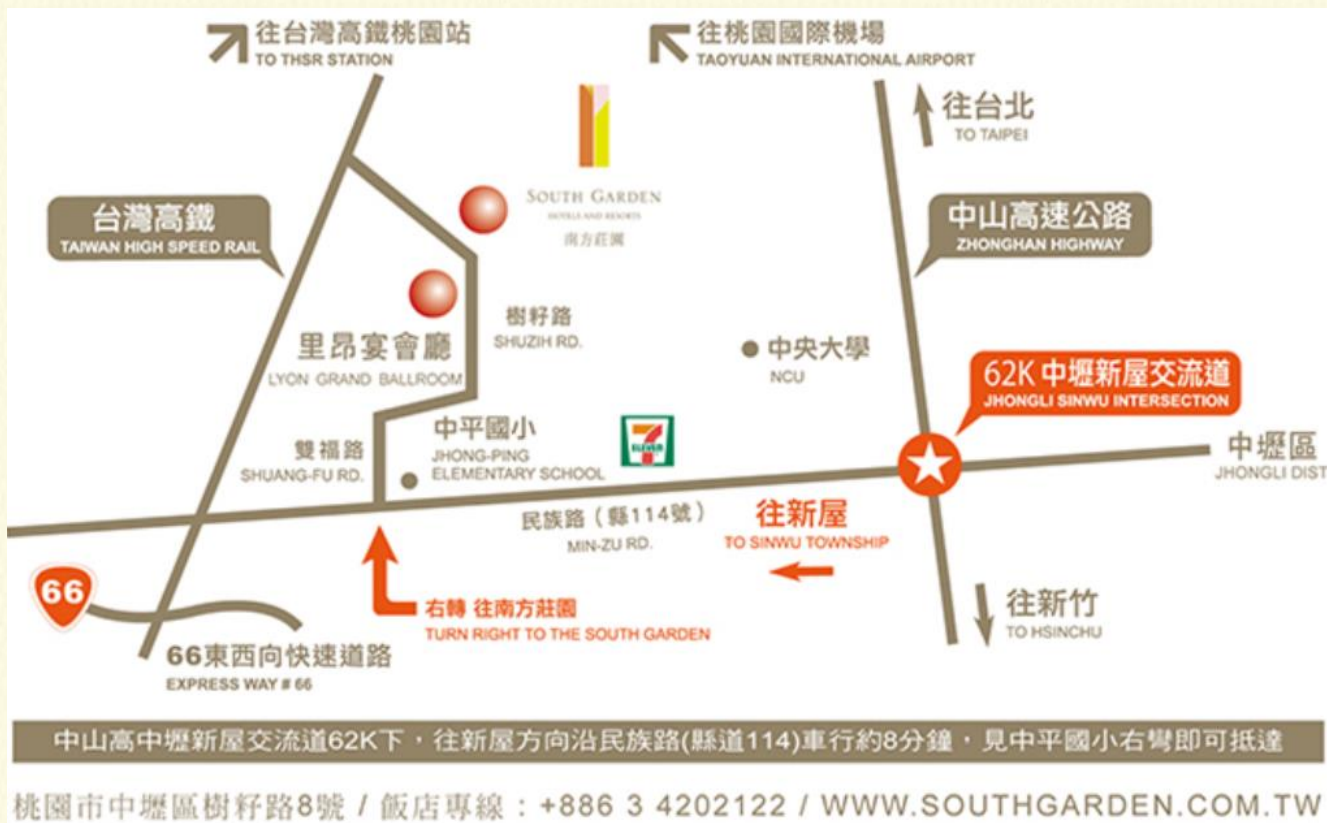 往台灣高鐵桃園站
TO THSR STATION
往桃園國際機場
TAOYUAN INTERNATIONAL AIRPORT
往台北
TO TAIPEI
SOUTH GARDEN
HOTELS AND RESORTS
南方莊園
台灣高鐵
TAIWAN HIGH SPEED RAIL
中山高速公路
ZHONGHAN HIGHWAY
樹籽路
SHUZIH RD.
里昂宴會廳
LYON GRAND BALLROOM
中央大學
NCU
62K 中壢新屋交流道
JHONGLI SINWU INTERSECTION
中平國小
JHONG-PING
ELEMENTARY SCHOOL
7
ELEVEn
雙福路
SHUANG-FU RD.
中壢區
JHONGLI DIST
民族路（縣114號）
MIN-ZU RD.
往新屋
TO SINWU TOWNSHIP
66
右轉 往南方莊園
TURN RIGHT TO THE SOUTH GARDEN
往新竹
TO HSINCHU
66東西向快速道路
EXPRESS WAY # 66
中山高中壢新屋交流道62K下，往新屋方向沿民族路(縣道114)車行約8分鐘，見中平國小右彎即可抵達
桃園市中壢區樹籽路8號 / 飯店專線：+886 3 4202122 / WWW.SOUTHGARDEN.COM.TW